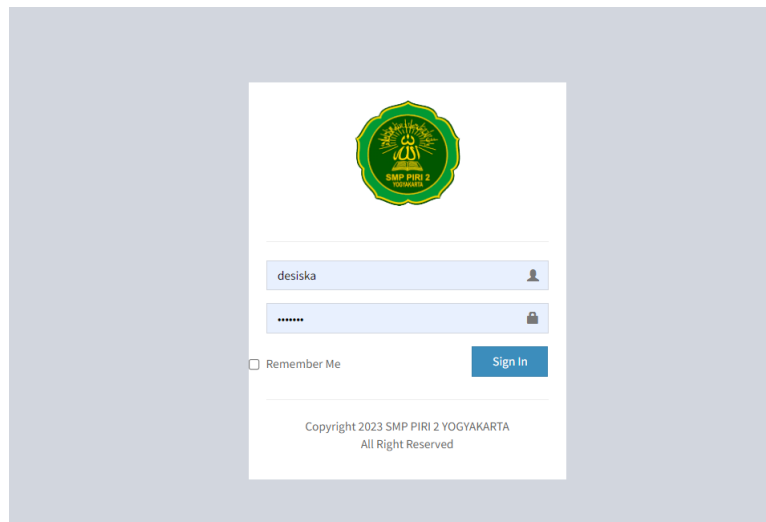 SMP PIRI 2
YOGYAKARTA
desiska
•••••••
Remember Me
Sign In
Copyright 2023 SMP PIRI 2 YOGYAKARTA
All Right Reserved